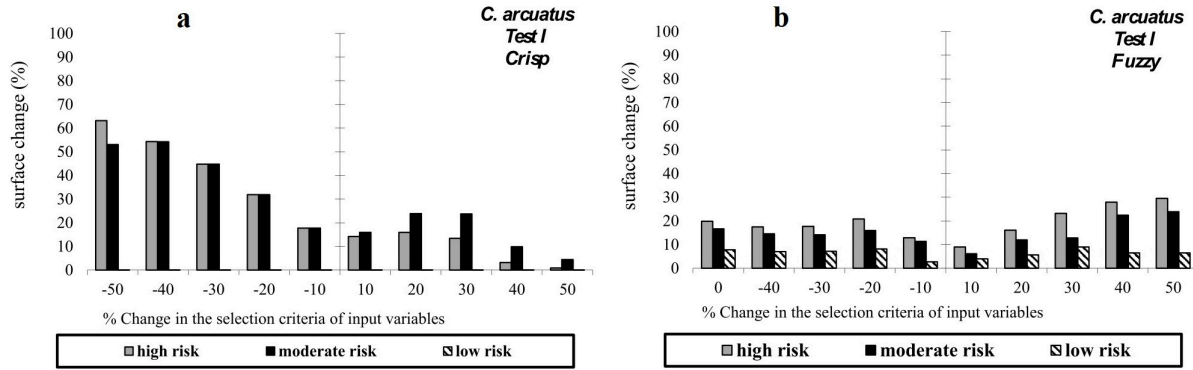 a
C. arcuatus
Test I
Crisp
surface change (%)
100
90
80
70
60
50
40
30
20
10
0
-50 -40 -30 -20 -10 10 20 30 40 50
% Change in the selection criteria of input variables
high risk moderate risk low risk
b
C. arcuatus
Test I
Fuzzy
surface change (%)
100
90
80
70
60
50
40
30
20
10
0
0 -40 -30 -20 -10 10 20 30 40 50
% Change in the selection criteria of input variables
high risk moderate risk low risk